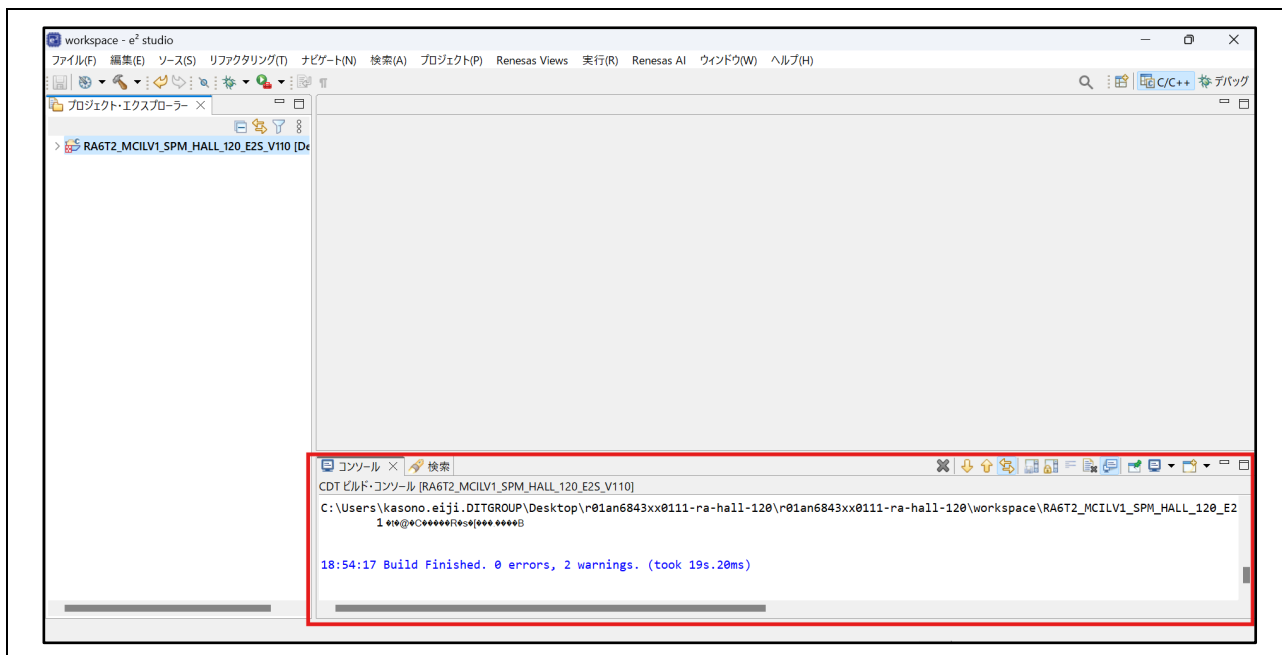 workspace - e² studio
ファイル(F) 編集(E) ソース(S) リファクタリング(T) ナビゲート(N) 検索(A) プロジェクト(P) Renesas Views 実行(R) Renesas AI ウィンドウ(W) ヘルプ(H)
C/C++ デバッグ
プロジェクト・エクスプローラー
RA6T2_MCILV1_SPM_HALL_120_E2S_V110 [De
コンソール 検索
CDT ビルド・コンソール [RA6T2_MCILV1_SPM_HALL_120_E2S_V110]
C:\Users\kasono.eiji.DITGROUP\Desktop\r01an6843xx0111-ra-hall-120\r01an6843xx0111-ra-hall-120\workspace\RA6T2_MCILV1_SPM_HALL_120_E2
1 �t�@�C�����R�s�[��� ����B
18:54:17 Build Finished. 0 errors, 2 warnings. (took 19s.20ms)